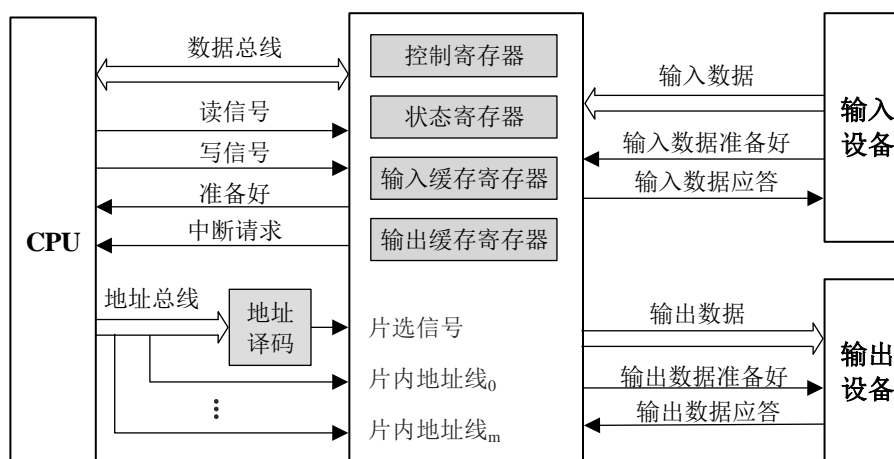 数据总线
读信号
写信号
准备好
中断请求
CPU
地址总线
地址
译码
控制寄存器
状态寄存器
输入缓存寄存器
输出缓存寄存器
片选信号
片内地址线0
⋮
片内地址线m
输入数据
输入数据准备好
输入数据应答
输入
设备
输出数据
输出数据准备好
输出数据应答
输出
设备